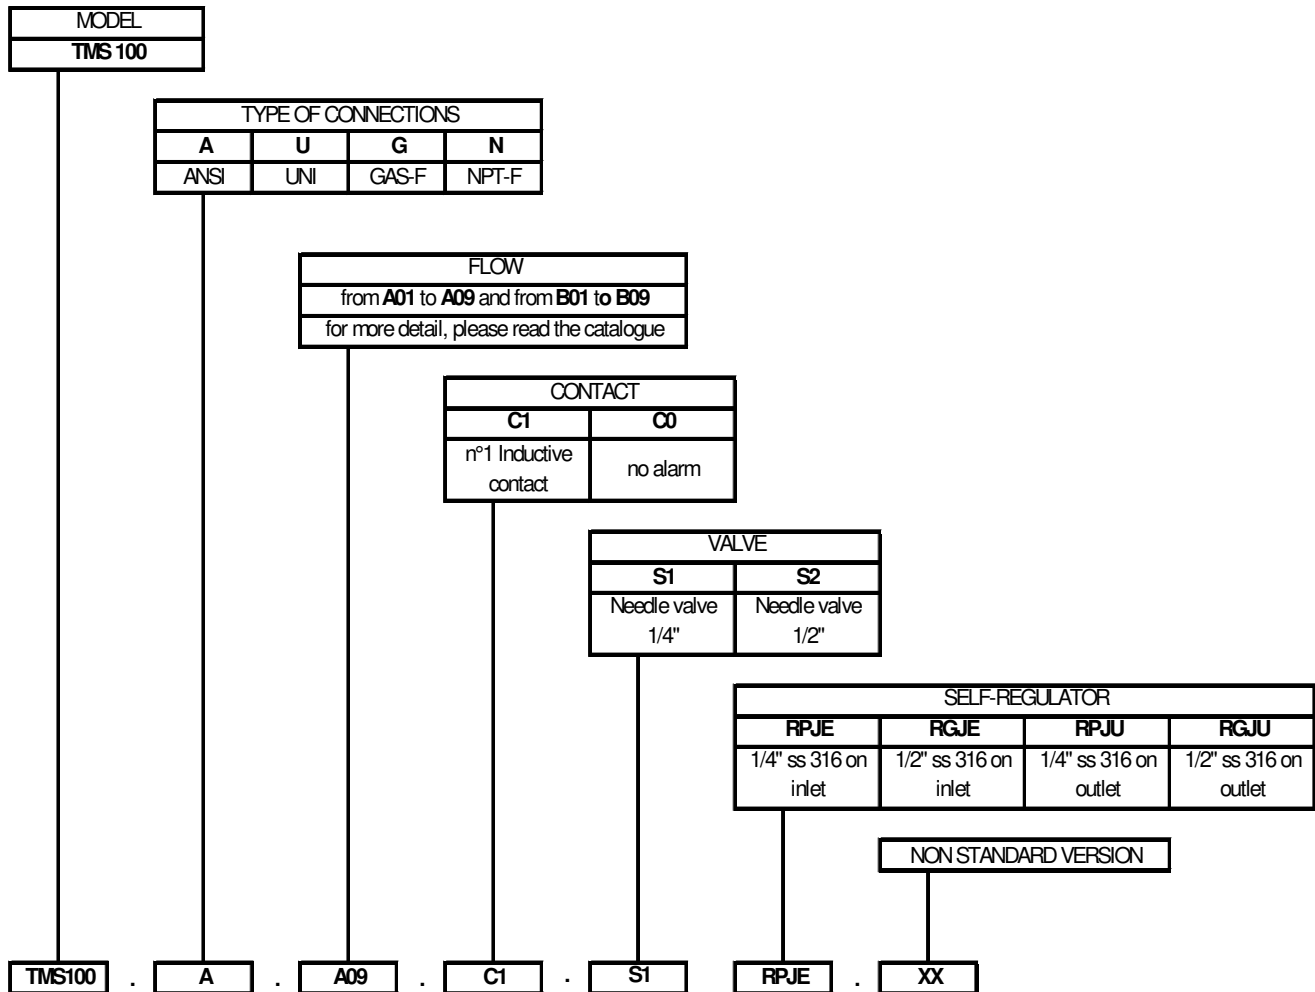 MODEL
TMS 100
TYPE OF CONNECTIONS
A U G N
ANSI UNI GAS-F NPT-F
FLOW
from A01 to A09 and from B01 to B09
for more detail, please read the catalogue
CONTACT
C1 C0
n°1 Inductive contact no alarm
VALVE
S1 S2
Needle valve 1/4" Needle valve 1/2"
SELF-REGULATOR
RPJE RGJE RPJU RGJU
1/4" ss 316 on inlet 1/2" ss 316 on inlet 1/4" ss 316 on outlet 1/2" ss 316 on outlet
NON STANDARD VERSION
TMS100 . A . A09 . C1 . S1 RPJE . XX